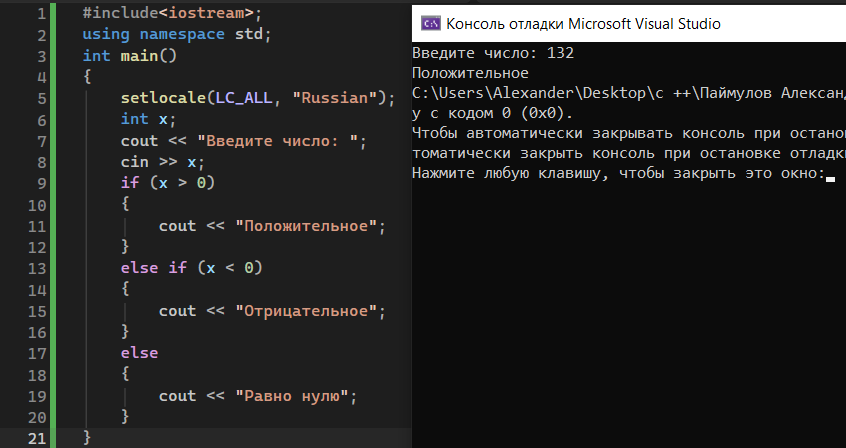 1 #include<iostream>;
2 using namespace std;
3 int main()
4 {
5 setlocale(LC_ALL, "Russian");
6 int x;
7 cout << "Введите число: ";
8 cin >> x;
9 if (x > 0)
10 {
11 cout << "Положительное";
12 }
13 else if (x < 0)
14 {
15 cout << "Отрицательное";
16 }
17 else
18 {
19 cout << "Равно нулю";
20 }
21 }
C:\ Консоль отладки Microsoft Visual Studio
Введите число: 132
Положительное
C:\Users\Alexander\Desktop\c ++\Паймулов Александ
у с кодом 0 (0x0).
Чтобы автоматически закрывать консоль при останов
томатически закрыть консоль при остановке отладки
Нажмите любую клавишу, чтобы закрыть это окно: